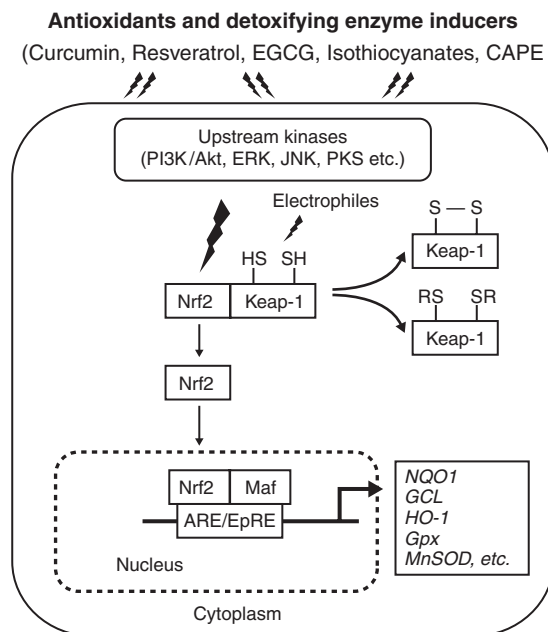 Antioxidants and detoxifying enzyme inducers
(Curcumin, Resveratrol, EGCG, Isothiocyanates, CAPE
Upstream kinases
(PI3K/Akt, ERK, JNK, PKS etc.)
Electrophiles
S — S
Keap-1
HS SH
Nrf2 Keap-1
RS SR
Keap-1
Nrf2
Nrf2 Maf
ARE/EpRE
Nucleus
NQO1
GCL
HO-1
Gpx
MnSOD, etc.
Cytoplasm